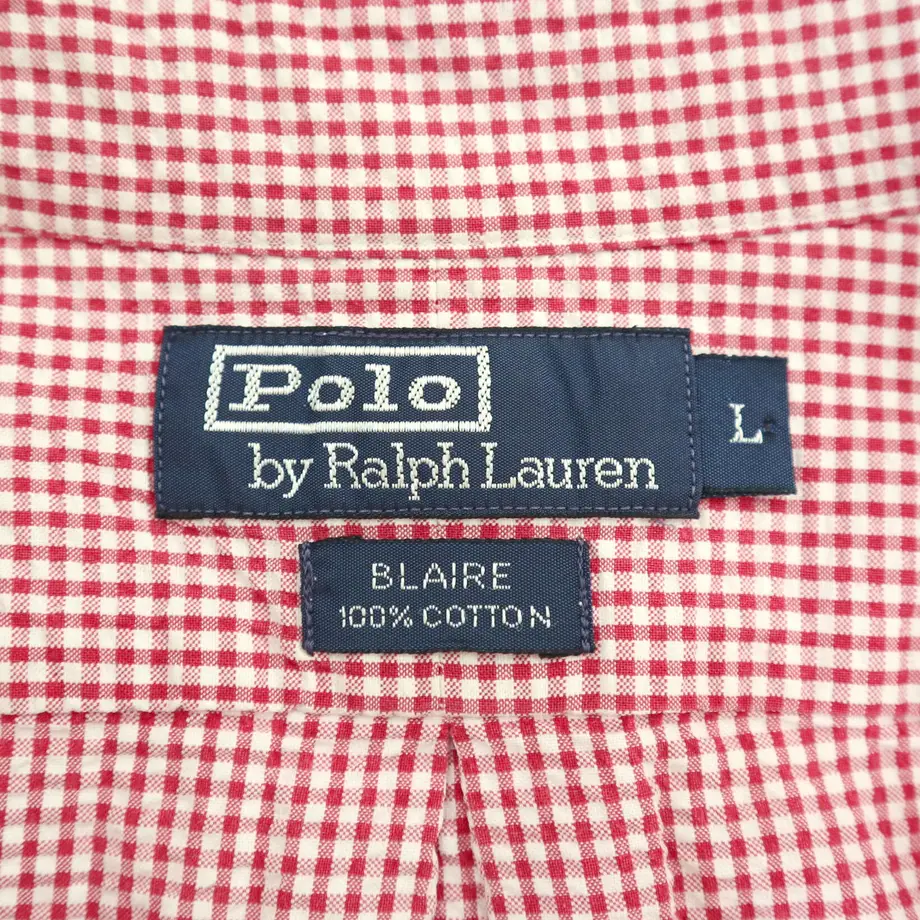 Polo
by Ralph Lauren
L
BLAIRE
100% COTTON